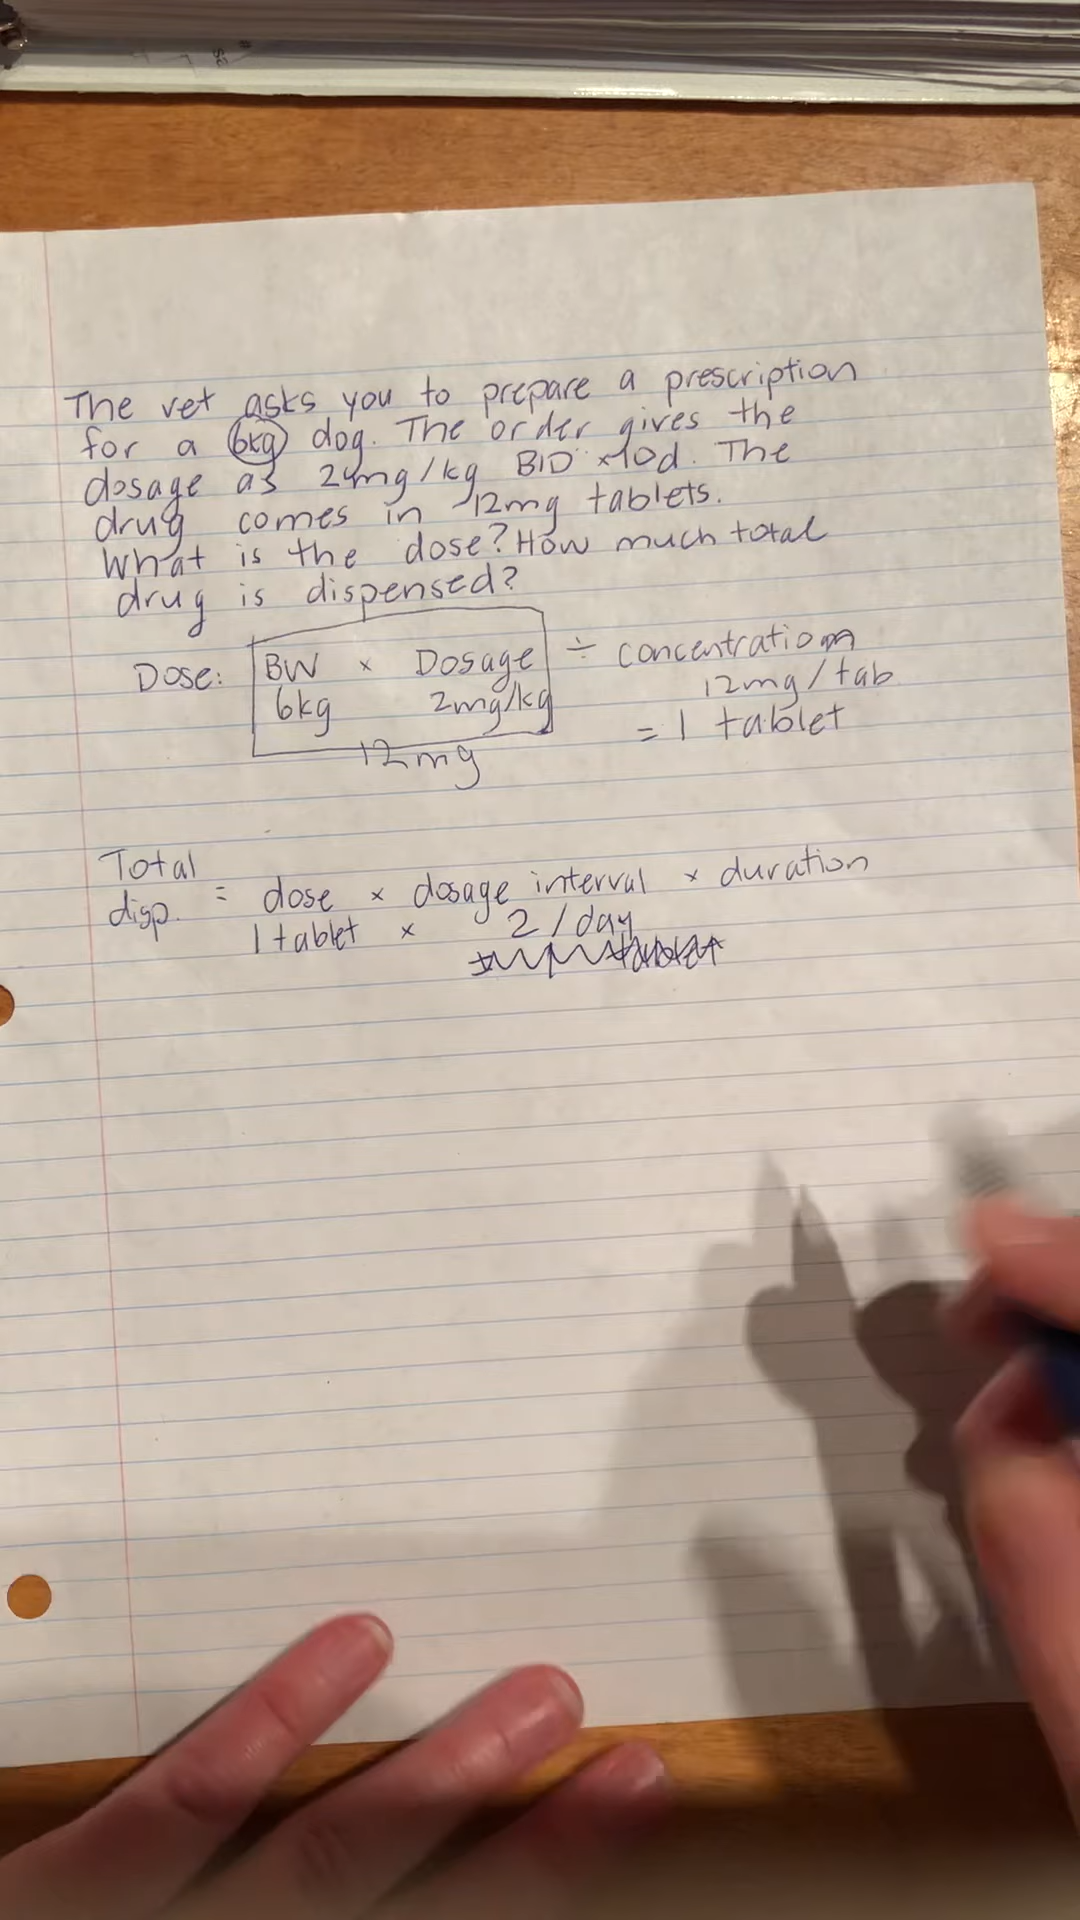 The vet asks you to prepare a prescription
for a 6kg dog. The order gives the
dosage as 24mg/kg BID x10d. The
drug comes in 12mg tablets.
What is the dose? How much total
drug is dispensed?
Dose: BW x Dosage ÷ concentration
6kg 2mg/kg 12mg/tab
12mg = 1 tablet
Total
disp. = dose x dosage interval x duration
1 tablet x 2/day